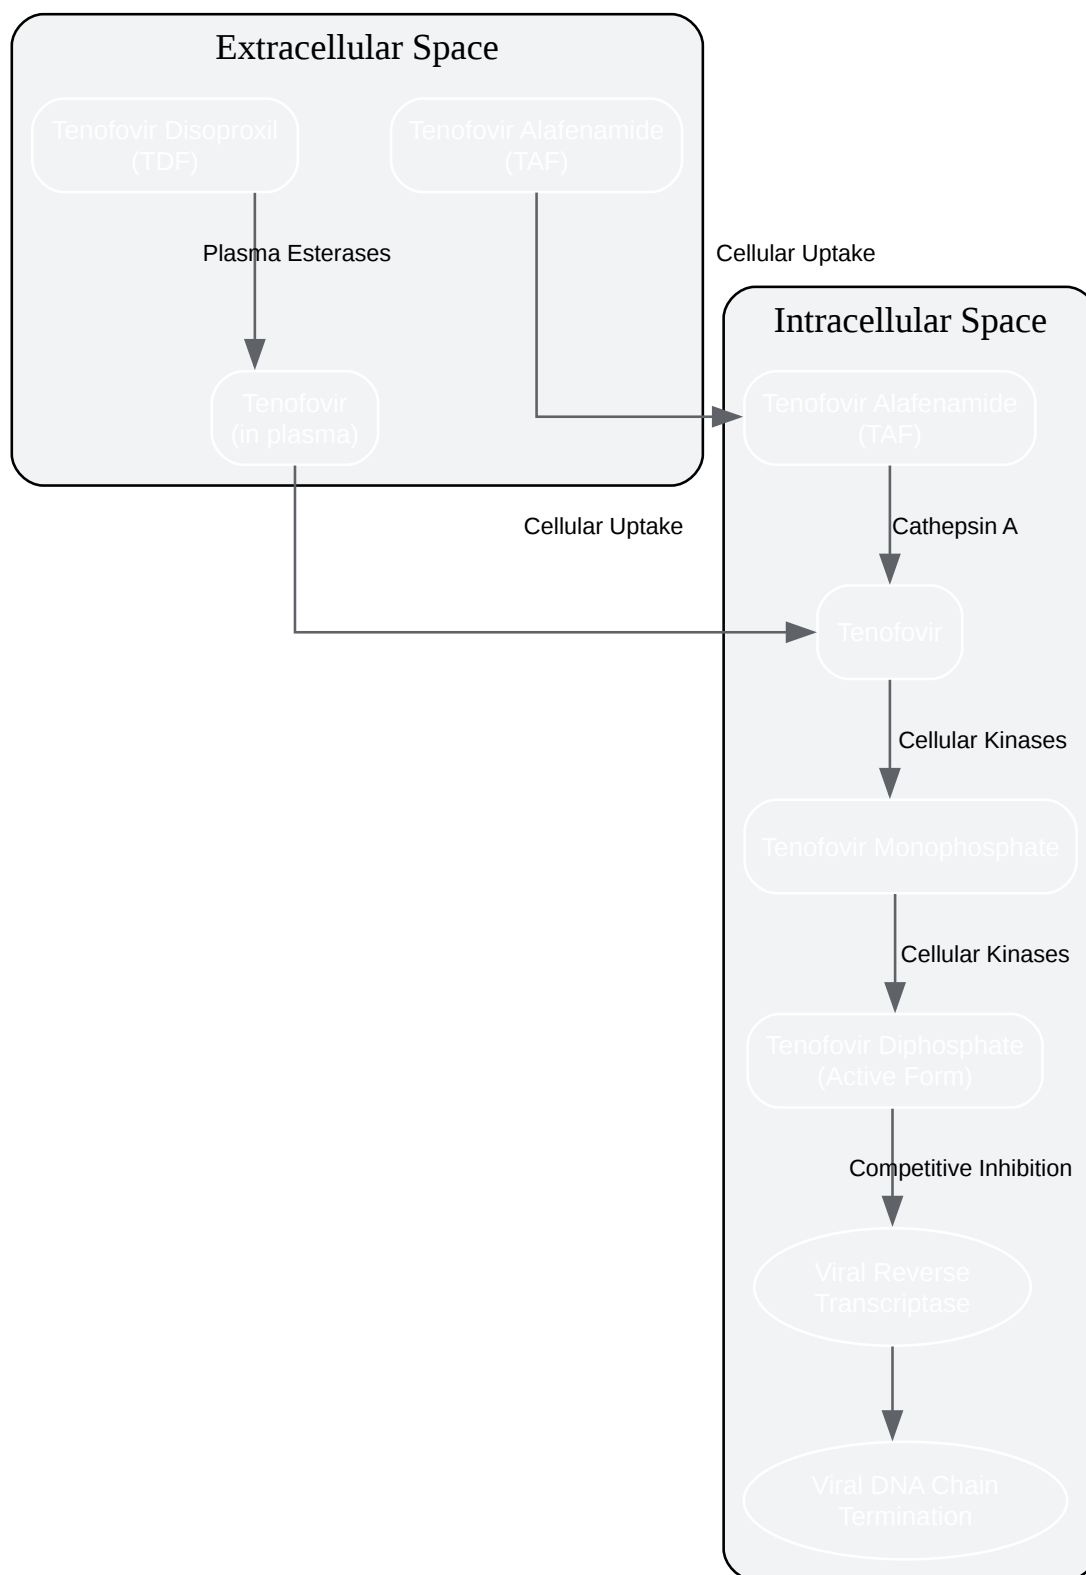 Extracellular Space
Tenofovir Disoproxil
(TDF)
Tenofovir Alafenamide
(TAF)
Plasma Esterases
Cellular Uptake
Intracellular Space
Tenofovir
(in plasma)
Tenofovir Alafenamide
(TAF)
Cellular Uptake
Cathepsin A
Tenofovir
Cellular Kinases
Tenofovir Monophosphate
Cellular Kinases
Tenofovir Diphosphate
(Active Form)
Competitive Inhibition
Viral Reverse
Transcriptase
Viral DNA Chain
Termination